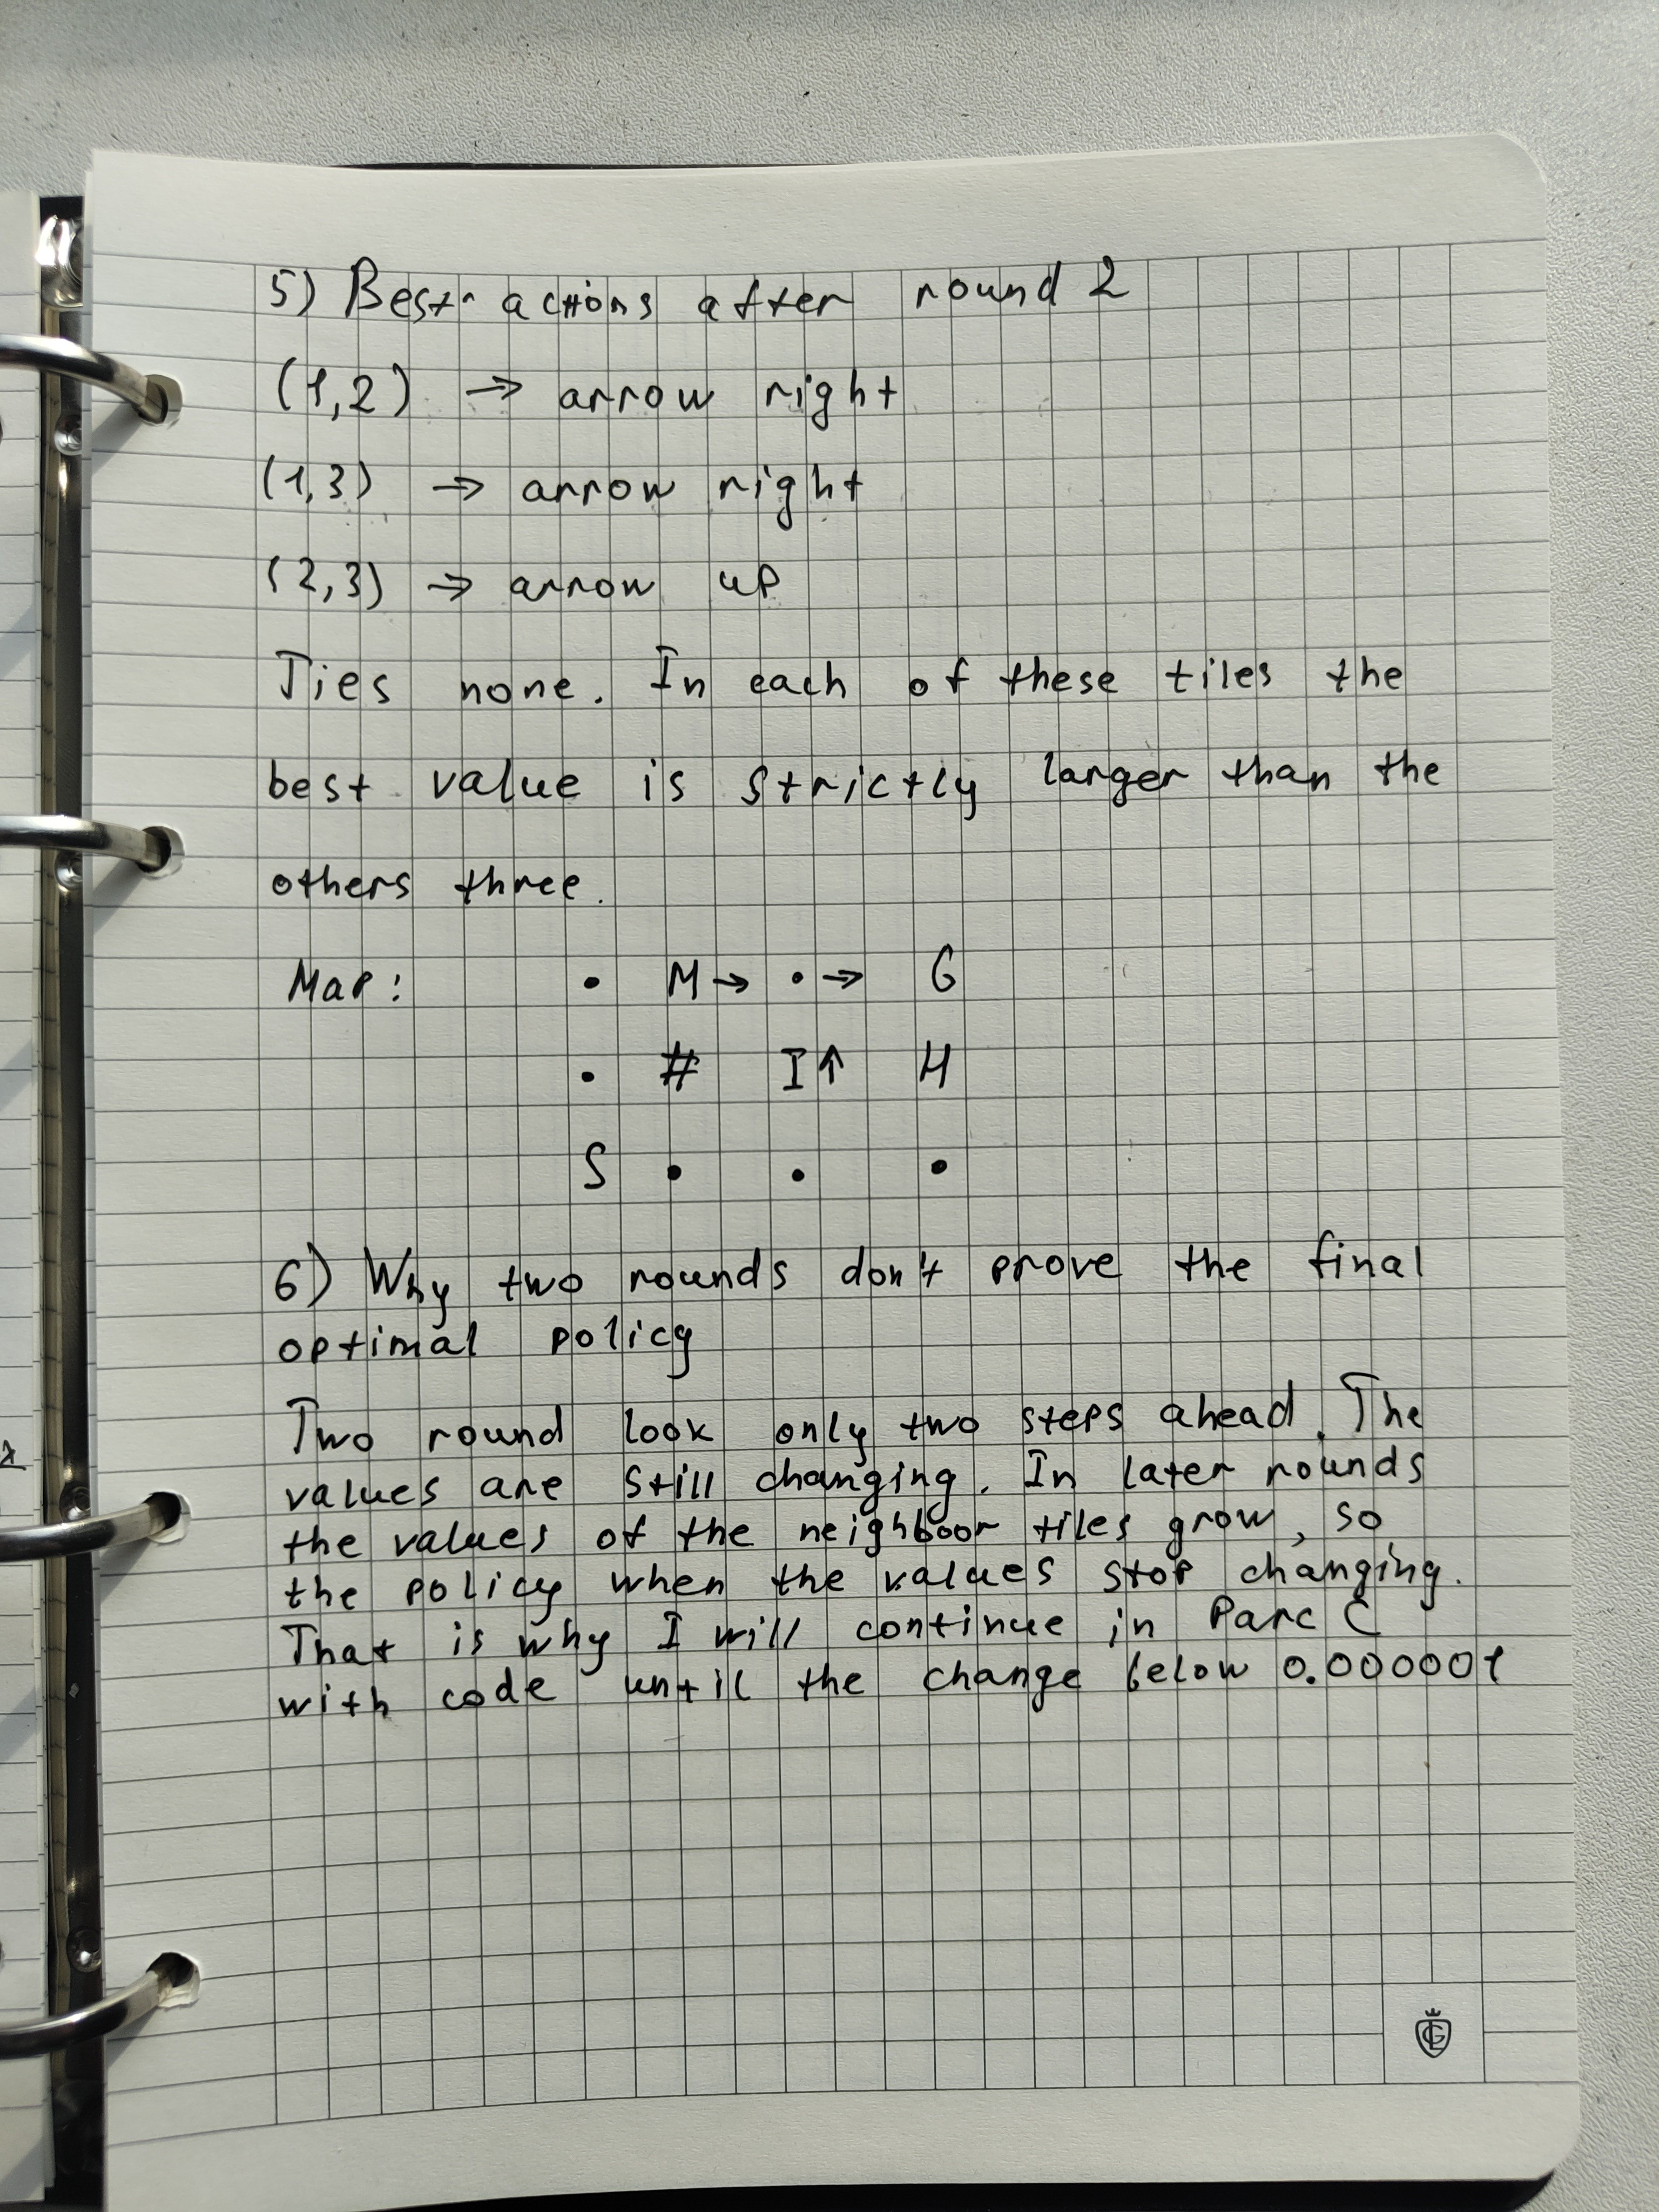 5) Best actions after round 2
(1,2) → arrow right
(1,3) → arrow right
(2,3) → arrow up
Ties none. In each of these tiles the
best value is strictly larger than the
others three.
Map: • M→ •→ G
• # I↑ H
S • • •
6) Why two rounds don't prove the final
optimal policy
Two round look only two steps ahead. The
values are still changing. In later rounds
the values of the neighboor tiles grow, so
the policy when the values stop changing.
That is why I will continue in Parc C
with code until the change below 0.000001